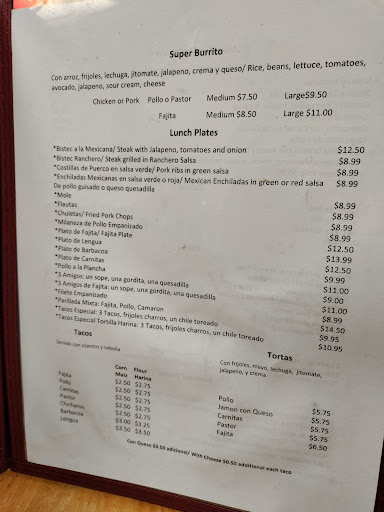 Super Burrito
Con arroz, frijoles, lechuga, jitomate, jalapeno, crema y queso/ Rice, beans, lettuce, tomatoes,
avocado, jalapeno, sour cream, cheese
Chicken or Pork Pollo o Pastor Medium $7.50 Large$9.50
Fajita Medium $8.50 Large $11.00
Lunch Plates
*Bistec a la Mexicana/ Steak with Jalapeno, tomatoes and onion $12.50
*Bistec Ranchero/ Steak grilled in Ranchero Salsa $8.99
*Costillas de Puerco en salsa verde/ Pork ribs in green salsa $8.99
*Enchiladas Mexicanas en salsa verde o roja/ Mexican Enchiladas in green or red salsa $8.99
De pollo guisado o queso quesadilla
*Mole $8.99
*Flautas $8.99
*Chuletas/ Fried Pork Chops $8.99
*Milaneza de Pollo Empanizado $8.99
*Plato de Fajita/ Fajita Plate $12.50
*Plato de Lengua $13.99
*Plato de Barbacoa $12.50
*Plato de Carnitas $9.99
*Pollo a la Plancha $11.00
*3 Amigos: un sope, una gordita, una quesadilla $9.00
*3 Amigos de Fajita: un sope, una gordita, una quesadilla $11.00
*Filete Empanizado $8.99
*Parillada Mixta: Fajita, Pollo, Camaron $14.50
*Tacos Especial: 3 Tacos, frijoles charros, un chile toreado $9.95
*Tacos Especial Tortilla Harina: 3 Tacos, frijoles charros, un chile toreado $10.95
Tacos
Servido con cilantro y cebolla
Corn Flour
Maiz Harina
Fajita $2.50 $2.75
Pollo $2.50 $2.75
Carnitas $2.50 $2.75
Pastor $2.50 $2.75
Chicharon $2.50 $2.75
Barbacoa $3.00 $3.25
Lengua $3.50 $3.50
Tortas
Con frijoles, mayo, lechuga, jitomate,
jalapeno, y crema
Pollo $5.75
Jamon con Queso $5.75
Carnitas $5.75
Pastor $5.75
Fajita $6.50
Con Queso $0.50 adicional/ With Cheese $0.50 additional each taco